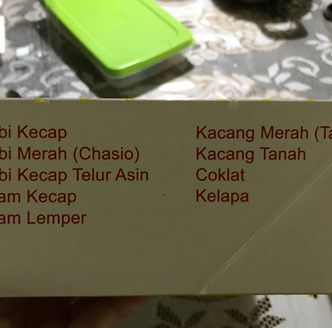 bi Kecap
bi Merah (Chasio)
bi Kecap Telur Asin
am Kecap
am Lemper
Kacang Merah (Ta
Kacang Tanah
Coklat
Kelapa